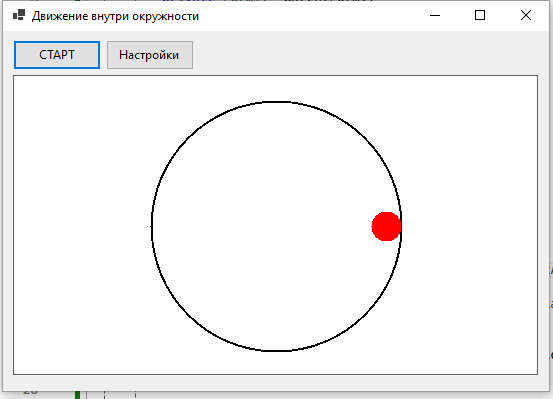 Движение внутри окружности
СТАРТ
Настройки